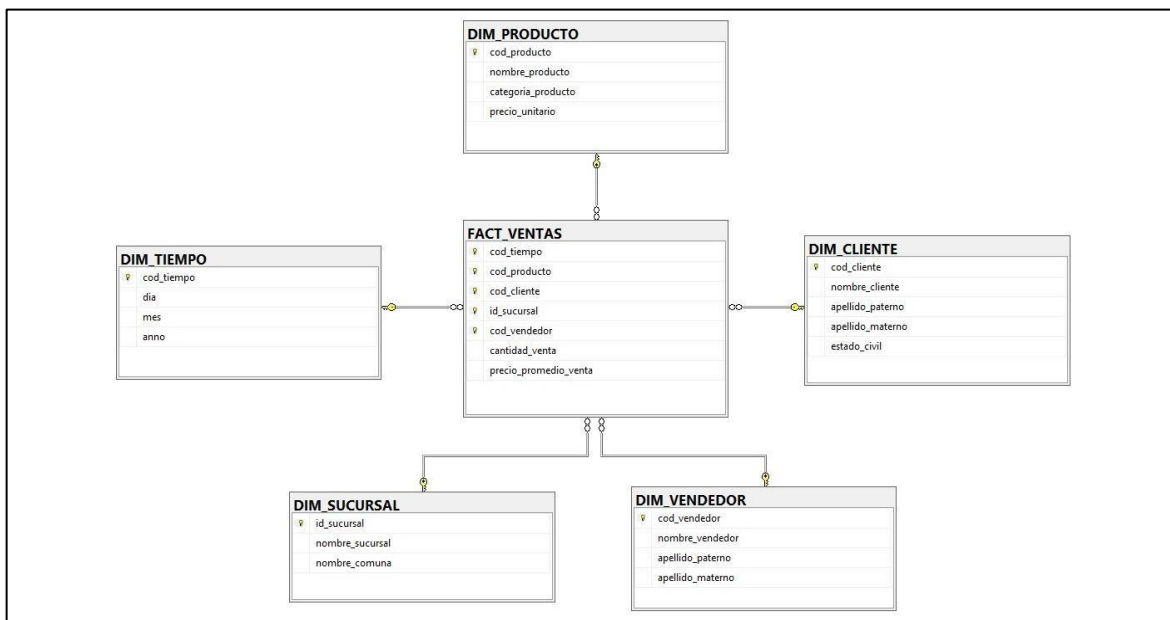 DIM_PRODUCTO
cod_producto
nombre_producto
categoria_producto
precio_unitario
DIM_TIEMPO
cod_tiempo
dia
mes
anno
FACT_VENTAS
cod_tiempo
cod_producto
cod_cliente
id_sucursal
cod_vendedor
cantidad_venta
precio_promedio_venta
DIM_CLIENTE
cod_cliente
nombre_cliente
apellido_paterno
apellido_materno
estado_civil
DIM_SUCURSAL
id_sucursal
nombre_sucursal
nombre_comuna
DIM_VENDEDOR
cod_vendedor
nombre_vendedor
apellido_paterno
apellido_materno